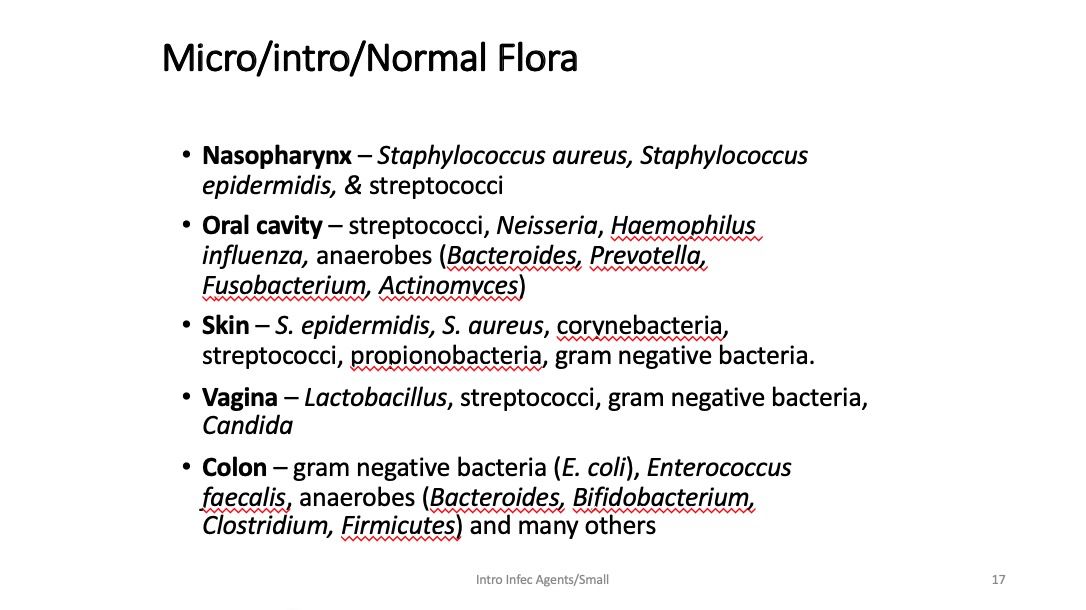 Micro/intro/Normal Flora
• Nasopharynx – Staphylococcus aureus, Staphylococcus
epidermidis, & streptococci
• Oral cavity – streptococci, Neisseria, Haemophilus
influenza, anaerobes (Bacteroides, Prevotella,
Fusobacterium, Actinomyces)
• Skin – S. epidermidis, S. aureus, corynebacteria,
streptococci, propionobacteria, gram negative bacteria.
• Vagina – Lactobacillus, streptococci, gram negative bacteria,
Candida
• Colon – gram negative bacteria (E. coli), Enterococcus
faecalis, anaerobes (Bacteroides, Bifidobacterium,
Clostridium, Firmicutes) and many others
Intro Infec Agents/Small
17